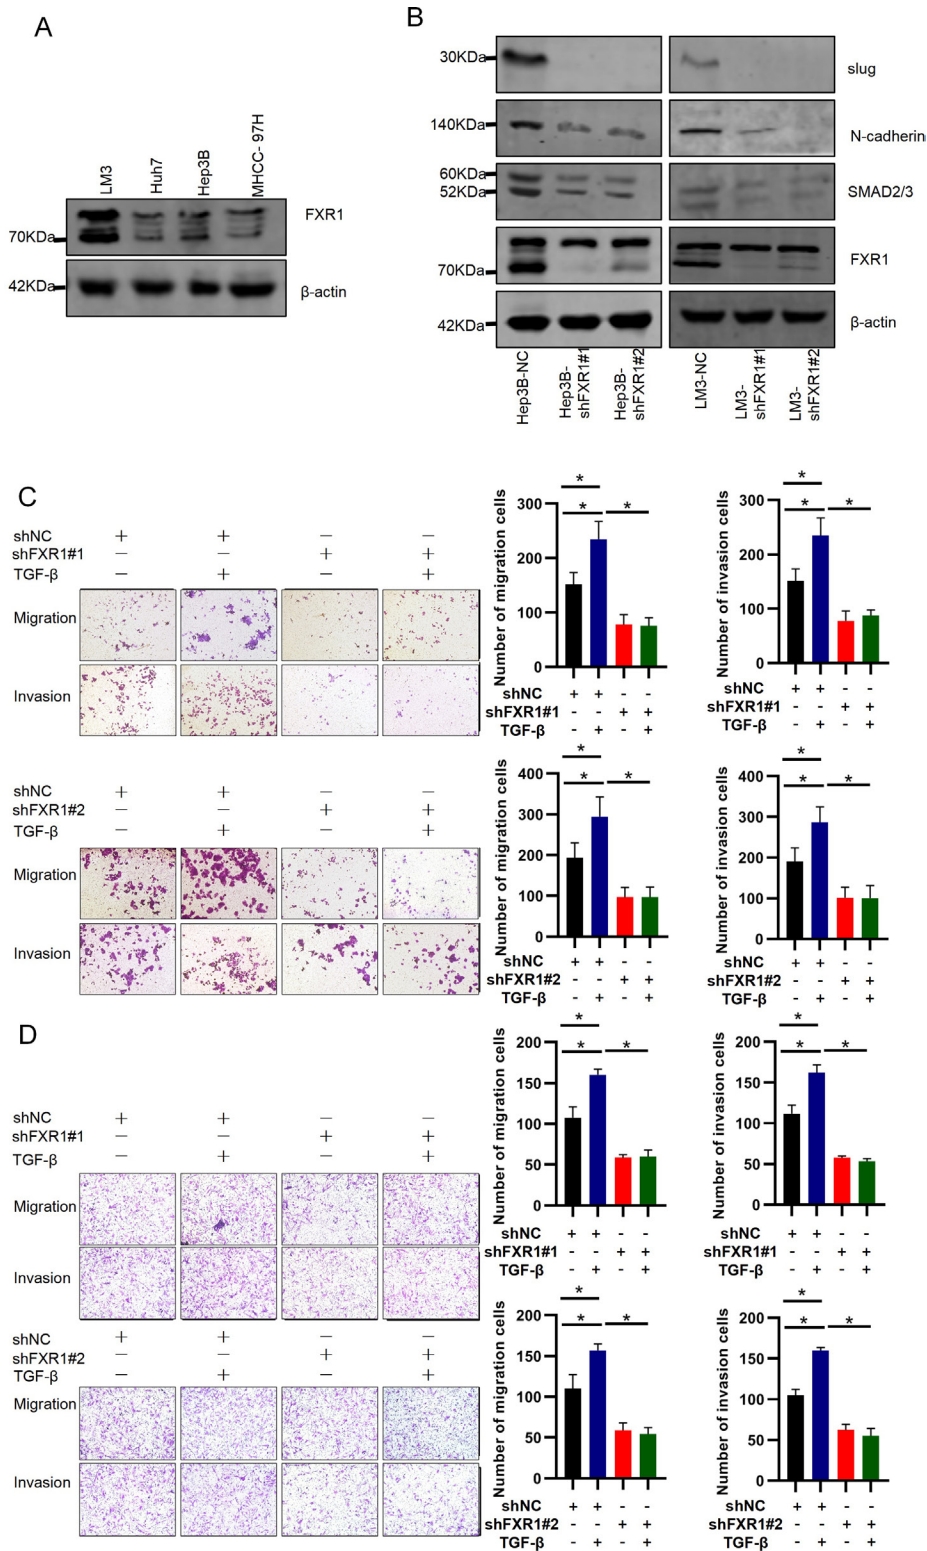 A
LM3
Huh7
Hep3B
MHCC- 97H
FXR1
70KDa
42KDa
β-actin
B
30KDa
slug
140KDa
N-cadherin
60KDa
52KDa
SMAD2/3
70KDa
FXR1
42KDa
β-actin
Hep3B-NC
Hep3B-
shFXR1#1
Hep3B-
shFXR1#2
LM3-NC
LM3-
shFXR1#1
LM3-
shFXR1#2
C
shNC + + − −
shFXR1#1 − − + +
TGF-β − + − +
Migration
Invasion
Number of migration cells
300
200
100
0
* * *
shNC + + - -
shFXR1#1 - - + +
TGF-β - + - +
Number of invasion cells
300
200
100
0
* * *
shNC + + - -
shFXR1#1 - - + +
TGF-β - + - +
shNC + + − −
shFXR1#2 − − + +
TGF-β − + − +
Migration
Invasion
Number of migration cells
400
300
200
100
0
* * *
shNC + + - -
shFXR1#2 - - + +
TGF-β - + - +
Number of invasion cells
400
300
200
100
0
* * *
shNC + + - -
shFXR1#2 - - + +
TGF-β - + - +
D
shNC + + − −
shFXR1#1 − − + +
TGF-β − + − +
Migration
Invasion
Number of migration cells
200
150
100
50
0
* * *
shNC + + - -
shFXR1#1 - - + +
TGF-β - + - +
Number of invasion cells
200
150
100
50
0
* * *
shNC + + - -
shFXR1#1 - - + +
TGF-β - + - +
shNC + + − −
shFXR1#2 − − + +
TGF-β − + − +
Migration
Invasion
Number of migration cells
200
150
100
50
0
* * *
shNC + + - -
shFXR1#2 - - + +
TGF-β - + - +
Number of invasion cells
200
150
100
50
0
* * *
shNC + + - -
shFXR1#2 - - + +
TGF-β - + - +